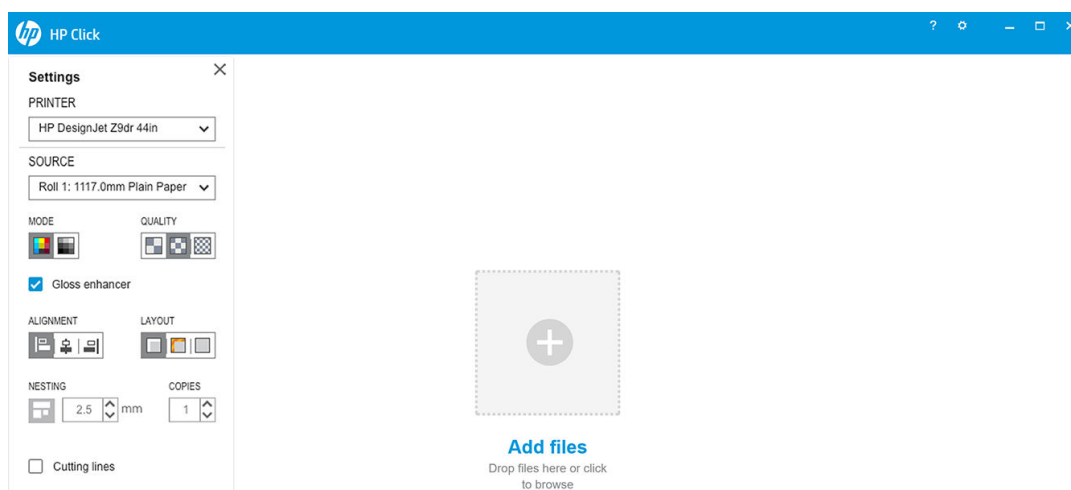 hp HP Click
?
Settings
PRINTER
HP DesignJet Z9dr 44in
SOURCE
Roll 1: 1117.0mm Plain Paper
MODE QUALITY
Gloss enhancer
ALIGNMENT LAYOUT
NESTING COPIES
2.5 mm 1
Cutting lines
Add files
Drop files here or click
to browse